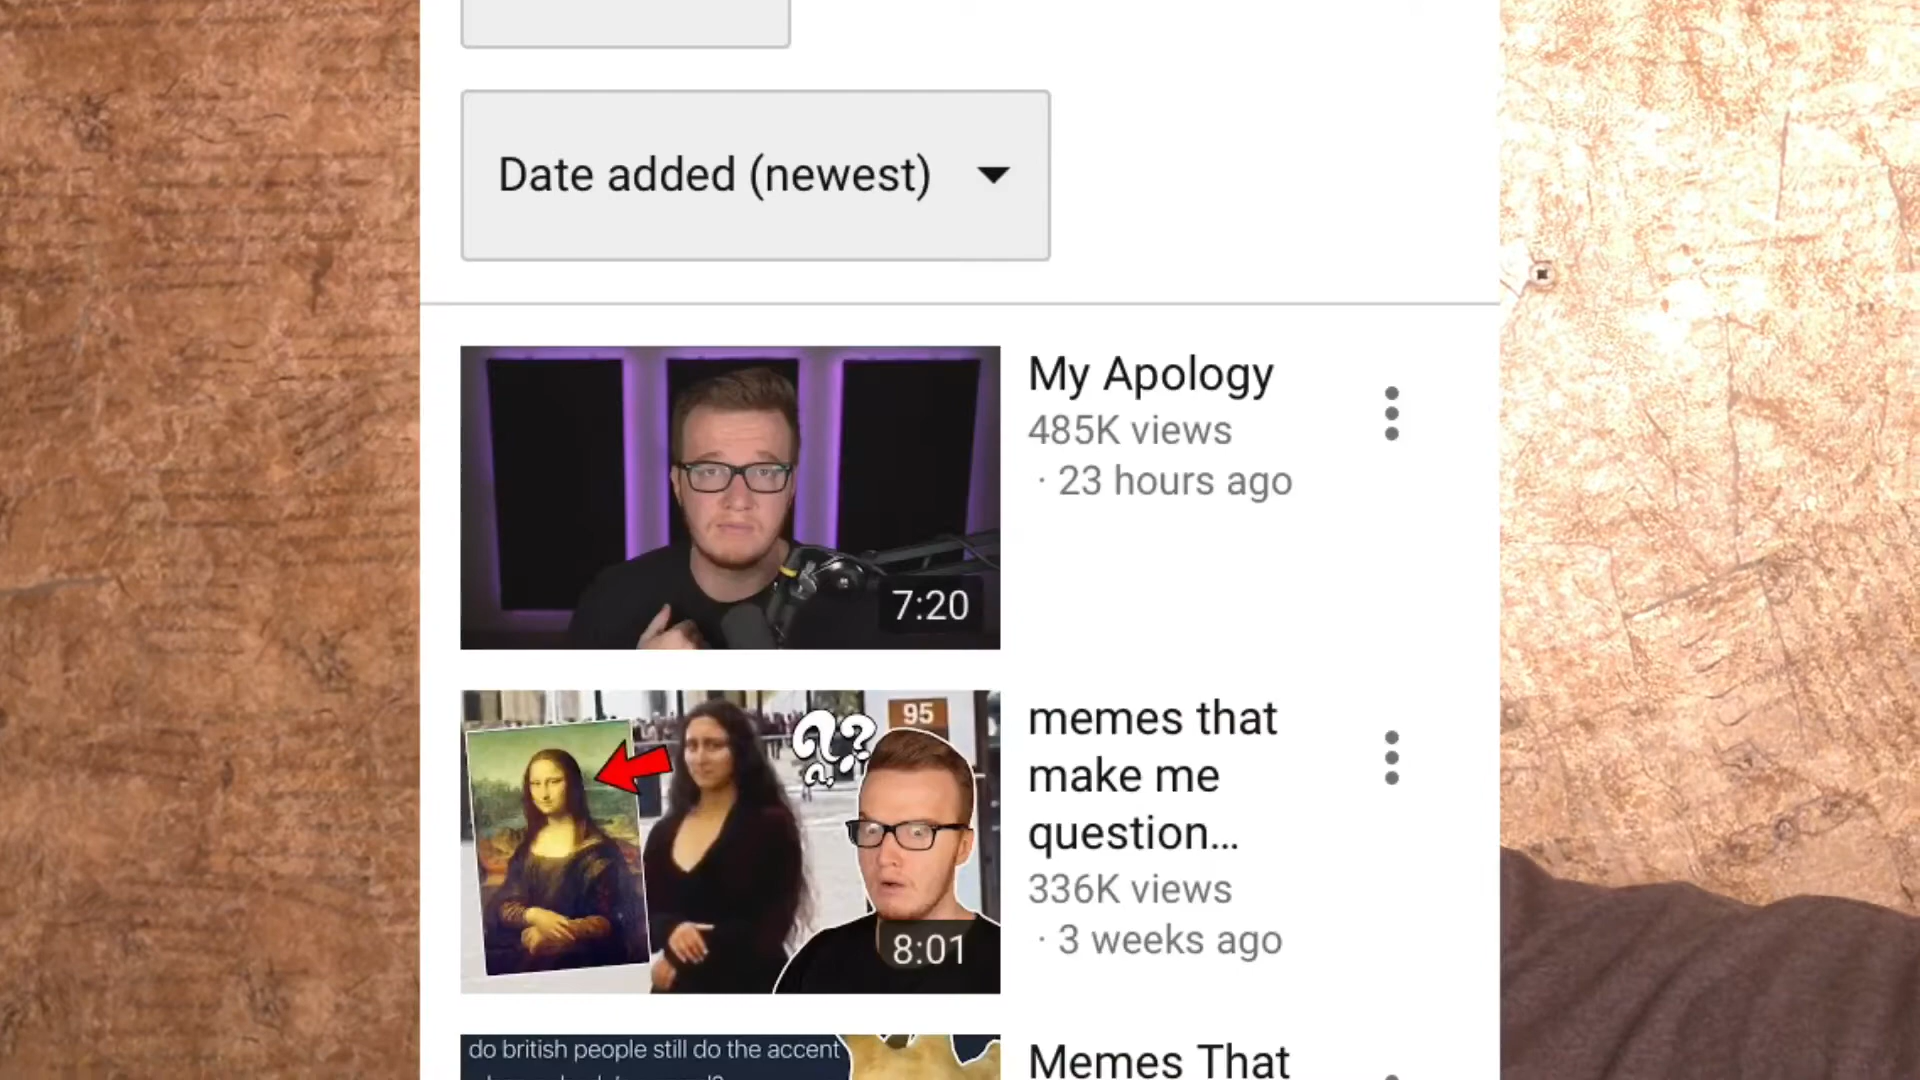 Date added (newest)
My Apology
485K views
· 23 hours ago
7:20
95
??
memes that
make me
question...
336K views
· 3 weeks ago
8:01
do british people still do the accent
Memes That